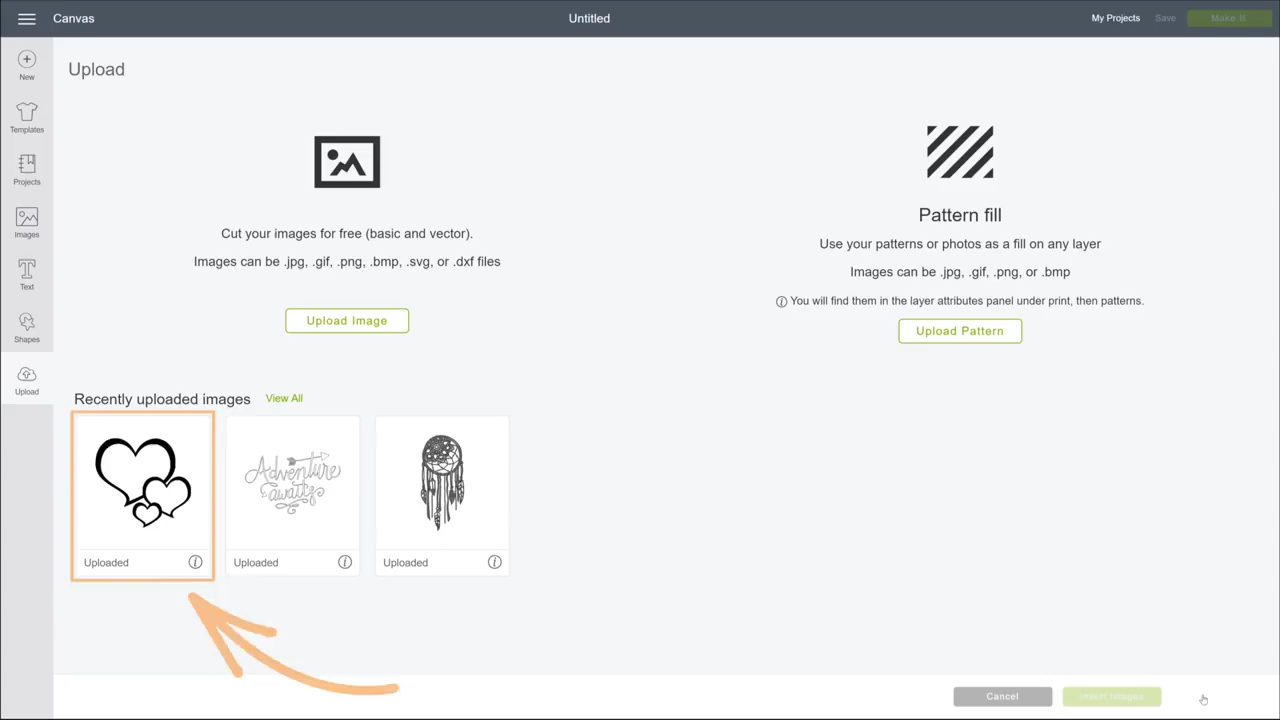 Canvas
Untitled
My Projects
Save
Make It
New
Templates
Projects
Images
Text
Shapes
Upload
Upload
Cut your images for free (basic and vector).
Images can be .jpg, .gif, .png, .bmp, .svg, or .dxf files
Upload Image
Pattern fill
Use your patterns or photos as a fill on any layer
Images can be .jpg, .gif, .png, or .bmp
You will find them in the layer attributes panel under print, then patterns.
Upload Pattern
Recently uploaded images
View All
Adventure
awaits
Uploaded
Uploaded
Uploaded
Cancel
Insert Images